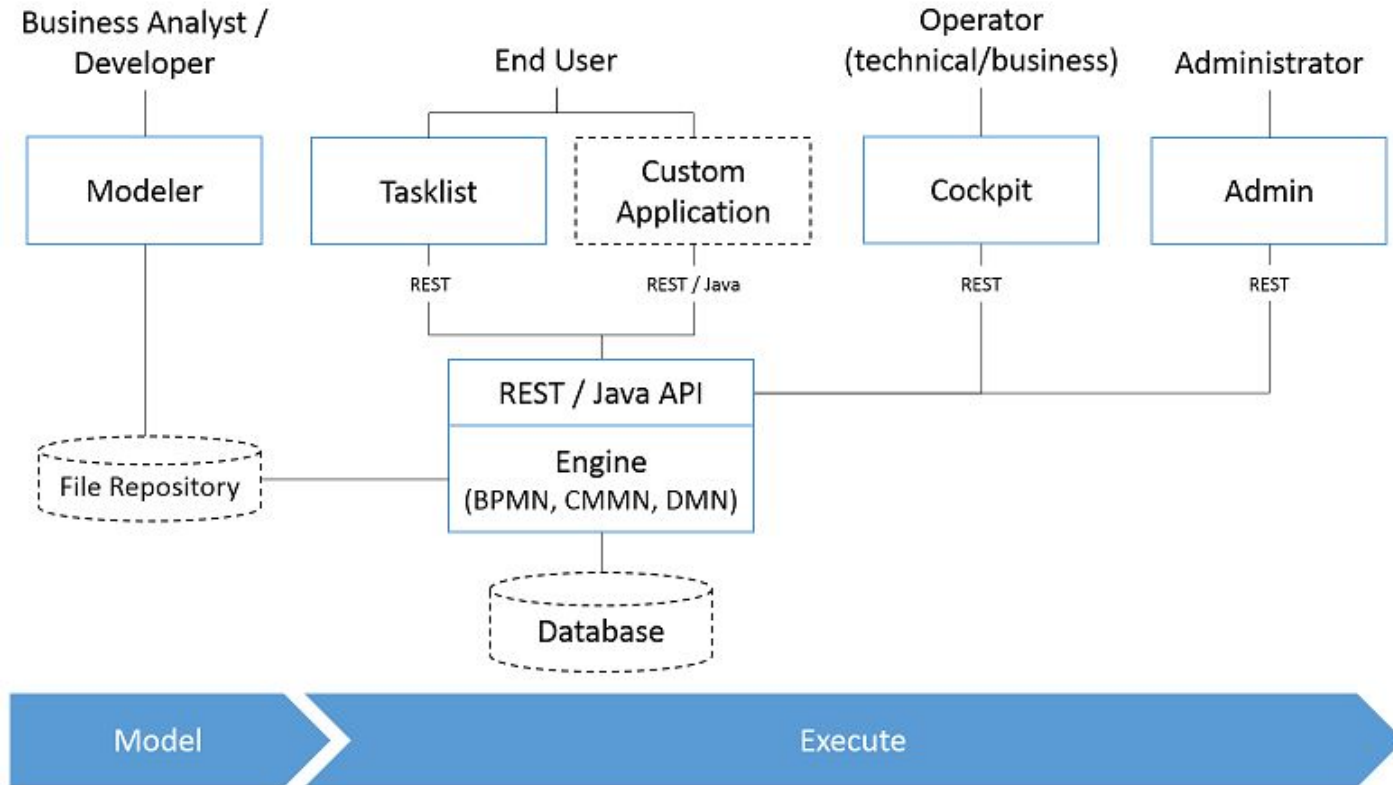 Business Analyst /
Developer
End User
Operator
(technical/business)
Administrator
Modeler
Tasklist
Custom
Application
Cockpit
Admin
REST
REST / Java
REST
REST
REST / Java API
Engine
(BPMN, CMMN, DMN)
File Repository
Database
Model
Execute